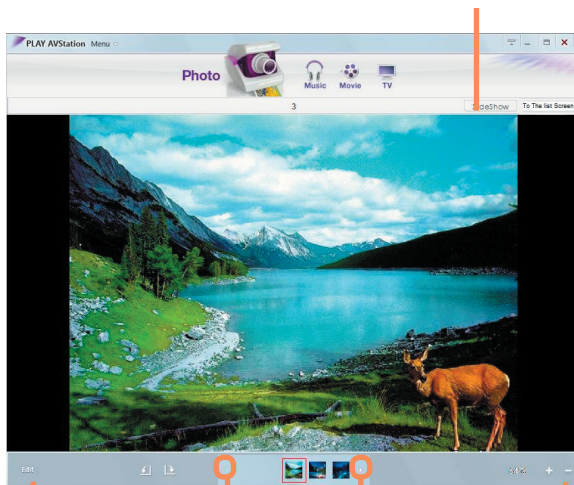 PLAY AVStation Menu
Photo
Music Movie TV
3
SlideShow To The list Screen
Edit